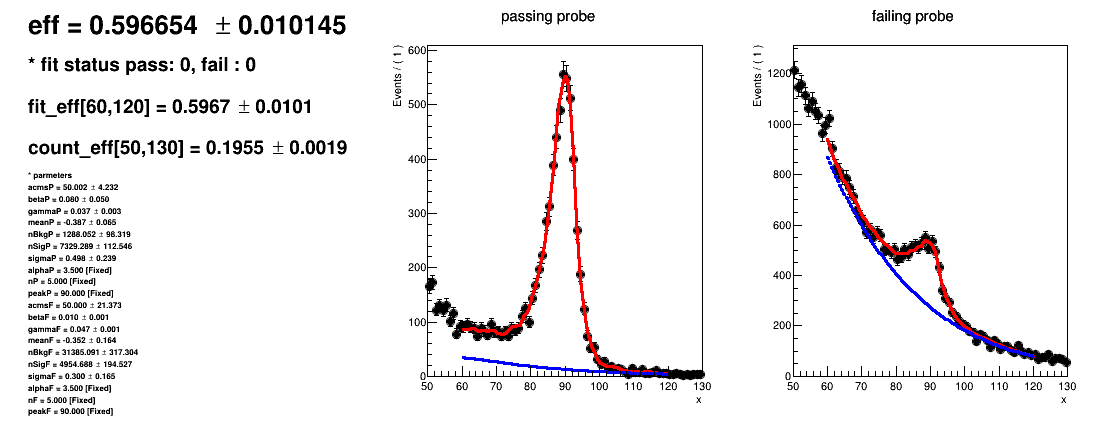 eff = 0.596654 ± 0.010145
* fit status pass: 0, fail : 0
fit_eff[60,120] = 0.5967 ± 0.0101
count_eff[50,130] = 0.1955 ± 0.0019
* parmeters
acmsP = 50.002 ± 4.232
betaP = 0.080 ± 0.050
gammaP = 0.037 ± 0.003
meanP = -0.387 ± 0.065
nBkgP = 1288.052 ± 98.319
nSigP = 7329.289 ± 112.546
sigmaP = 0.498 ± 0.239
alphaP = 3.500 [Fixed]
nP = 5.000 [Fixed]
peakP = 90.000 [Fixed]
acmsF = 50.000 ± 21.373
betaF = 0.010 ± 0.001
gammaF = 0.047 ± 0.001
meanF = -0.352 ± 0.164
nBkgF = 31385.091 ± 317.304
nSigF = 4954.688 ± 194.527
sigmaF = 0.300 ± 0.165
alphaF = 3.500 [Fixed]
nF = 5.000 [Fixed]
peakF = 90.000 [Fixed]
passing probe
Events / ( 1 )
600
500
400
300
200
100
0
50 60 70 80 90 100 110 120 130
x
failing probe
Events / ( 1 )
1200
1000
800
600
400
200
0
50 60 70 80 90 100 110 120 130
x